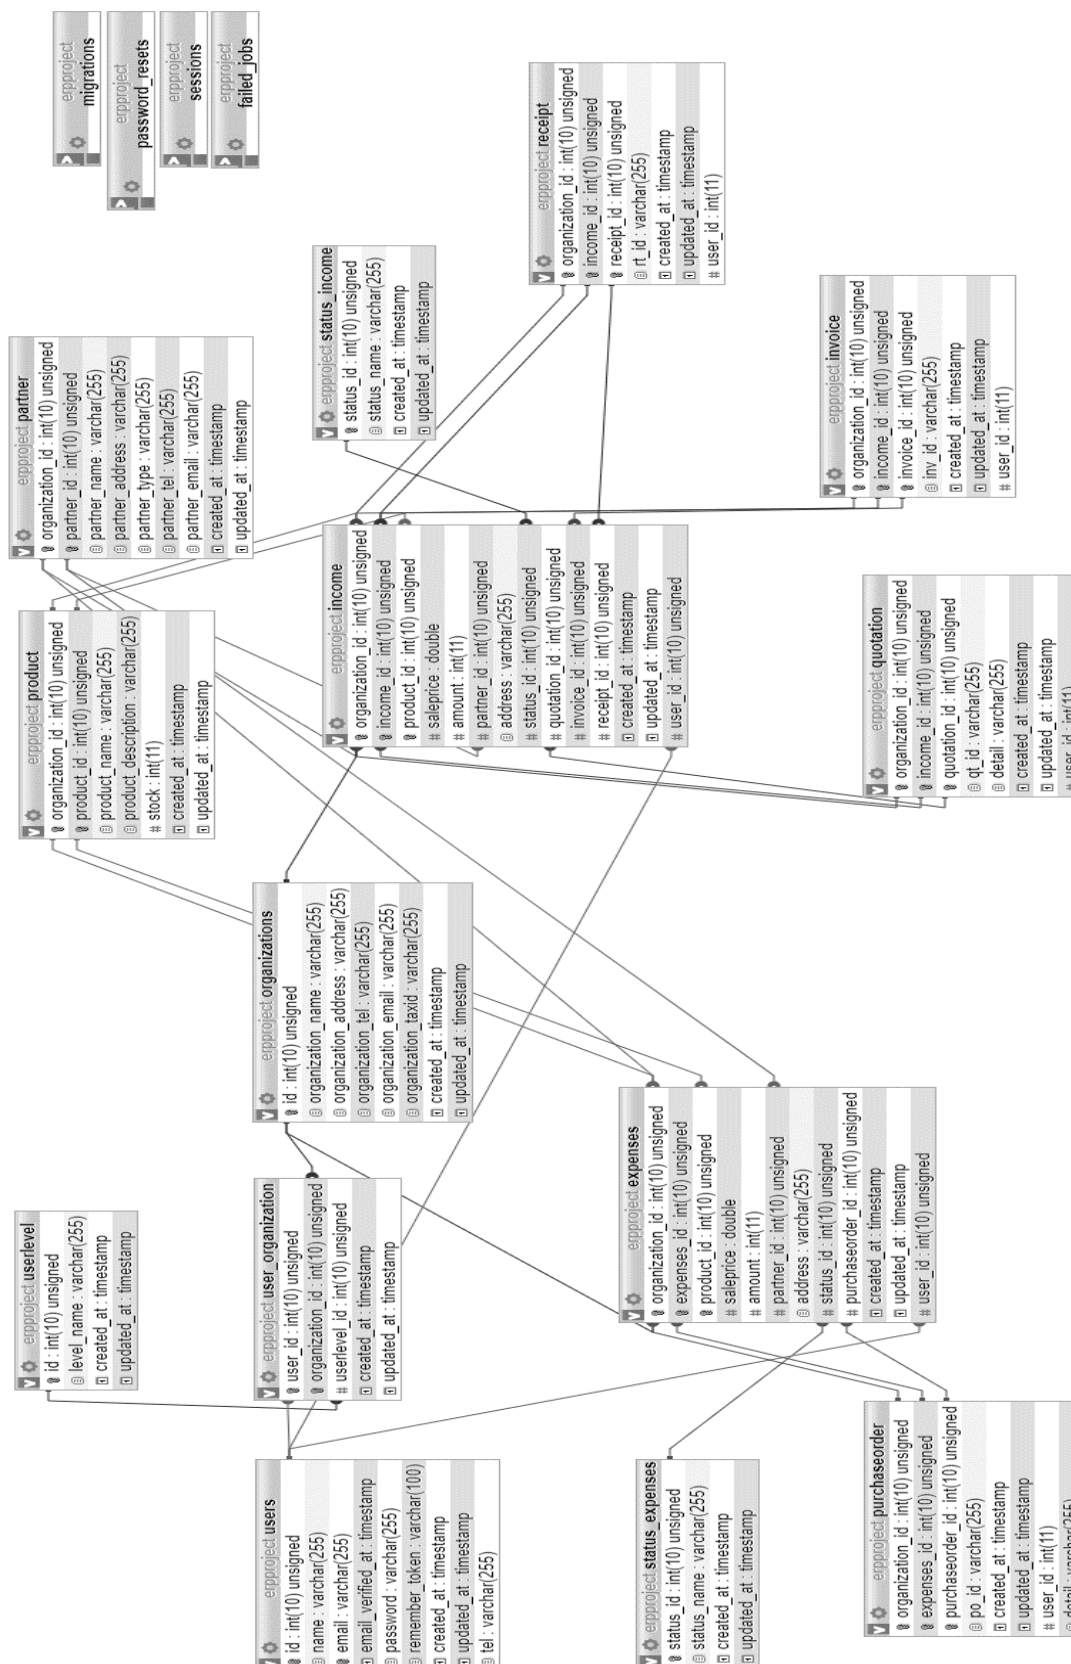 erpproject userlevel
id : int(10) unsigned
level_name : varchar(255)
created_at : timestamp
updated_at : timestamp
erpproject product
organization_id : int(10) unsigned
product_id : int(10) unsigned
product_name : varchar(255)
product_description : varchar(255)
# stock : int(11)
created_at : timestamp
updated_at : timestamp
erpproject partner
organization_id : int(10) unsigned
partner_id : int(10) unsigned
partner_name : varchar(255)
partner_address : varchar(255)
partner_type : varchar(255)
partner_tel : varchar(255)
partner_email : varchar(255)
created_at : timestamp
updated_at : timestamp
erpproject
migrations
erpproject
password_resets
erpproject
sessions
erpproject
failed_jobs
erpproject users
id : int(10) unsigned
name : varchar(255)
email : varchar(255)
email_verified_at : timestamp
password : varchar(255)
remember_token : varchar(100)
created_at : timestamp
updated_at : timestamp
tel : varchar(255)
erpproject user_organization
user_id : int(10) unsigned
organization_id : int(10) unsigned
# userlevel_id : int(10) unsigned
created_at : timestamp
updated_at : timestamp
erpproject organizations
id : int(10) unsigned
organization_name : varchar(255)
organization_address : varchar(255)
organization_tel : varchar(255)
organization_email : varchar(255)
organization_taxid : varchar(255)
created_at : timestamp
updated_at : timestamp
erpproject income
organization_id : int(10) unsigned
income_id : int(10) unsigned
product_id : int(10) unsigned
# saleprice : double
# amount : int(11)
# partner_id : int(10) unsigned
address : varchar(255)
# status_id : int(10) unsigned
quotation_id : int(10) unsigned
# invoice_id : int(10) unsigned
# receipt_id : int(10) unsigned
created_at : timestamp
updated_at : timestamp
# user_id : int(10) unsigned
erpproject status_income
status_id : int(10) unsigned
status_name : varchar(255)
created_at : timestamp
updated_at : timestamp
erpproject receipt
organization_id : int(10) unsigned
income_id : int(10) unsigned
receipt_id : int(10) unsigned
rt_id : varchar(255)
created_at : timestamp
updated_at : timestamp
# user_id : int(11)
erpproject status_expenses
status_id : int(10) unsigned
status_name : varchar(255)
created_at : timestamp
updated_at : timestamp
erpproject expenses
organization_id : int(10) unsigned
expenses_id : int(10) unsigned
product_id : int(10) unsigned
# saleprice : double
# amount : int(11)
# partner_id : int(10) unsigned
address : varchar(255)
# status_id : int(10) unsigned
# purchaseorder_id : int(10) unsigned
created_at : timestamp
updated_at : timestamp
# user_id : int(10) unsigned
erpproject invoice
organization_id : int(10) unsigned
income_id : int(10) unsigned
invoice_id : int(10) unsigned
inv_id : varchar(255)
created_at : timestamp
updated_at : timestamp
# user_id : int(11)
erpproject purchaseorder
organization_id : int(10) unsigned
expenses_id : int(10) unsigned
purchaseorder_id : int(10) unsigned
po_id : varchar(255)
created_at : timestamp
updated_at : timestamp
# user_id : int(11)
detail : varchar(255)
erpproject quotation
organization_id : int(10) unsigned
income_id : int(10) unsigned
quotation_id : int(10) unsigned
qt_id : varchar(255)
detail : varchar(255)
created_at : timestamp
updated_at : timestamp
# user_id : int(11)